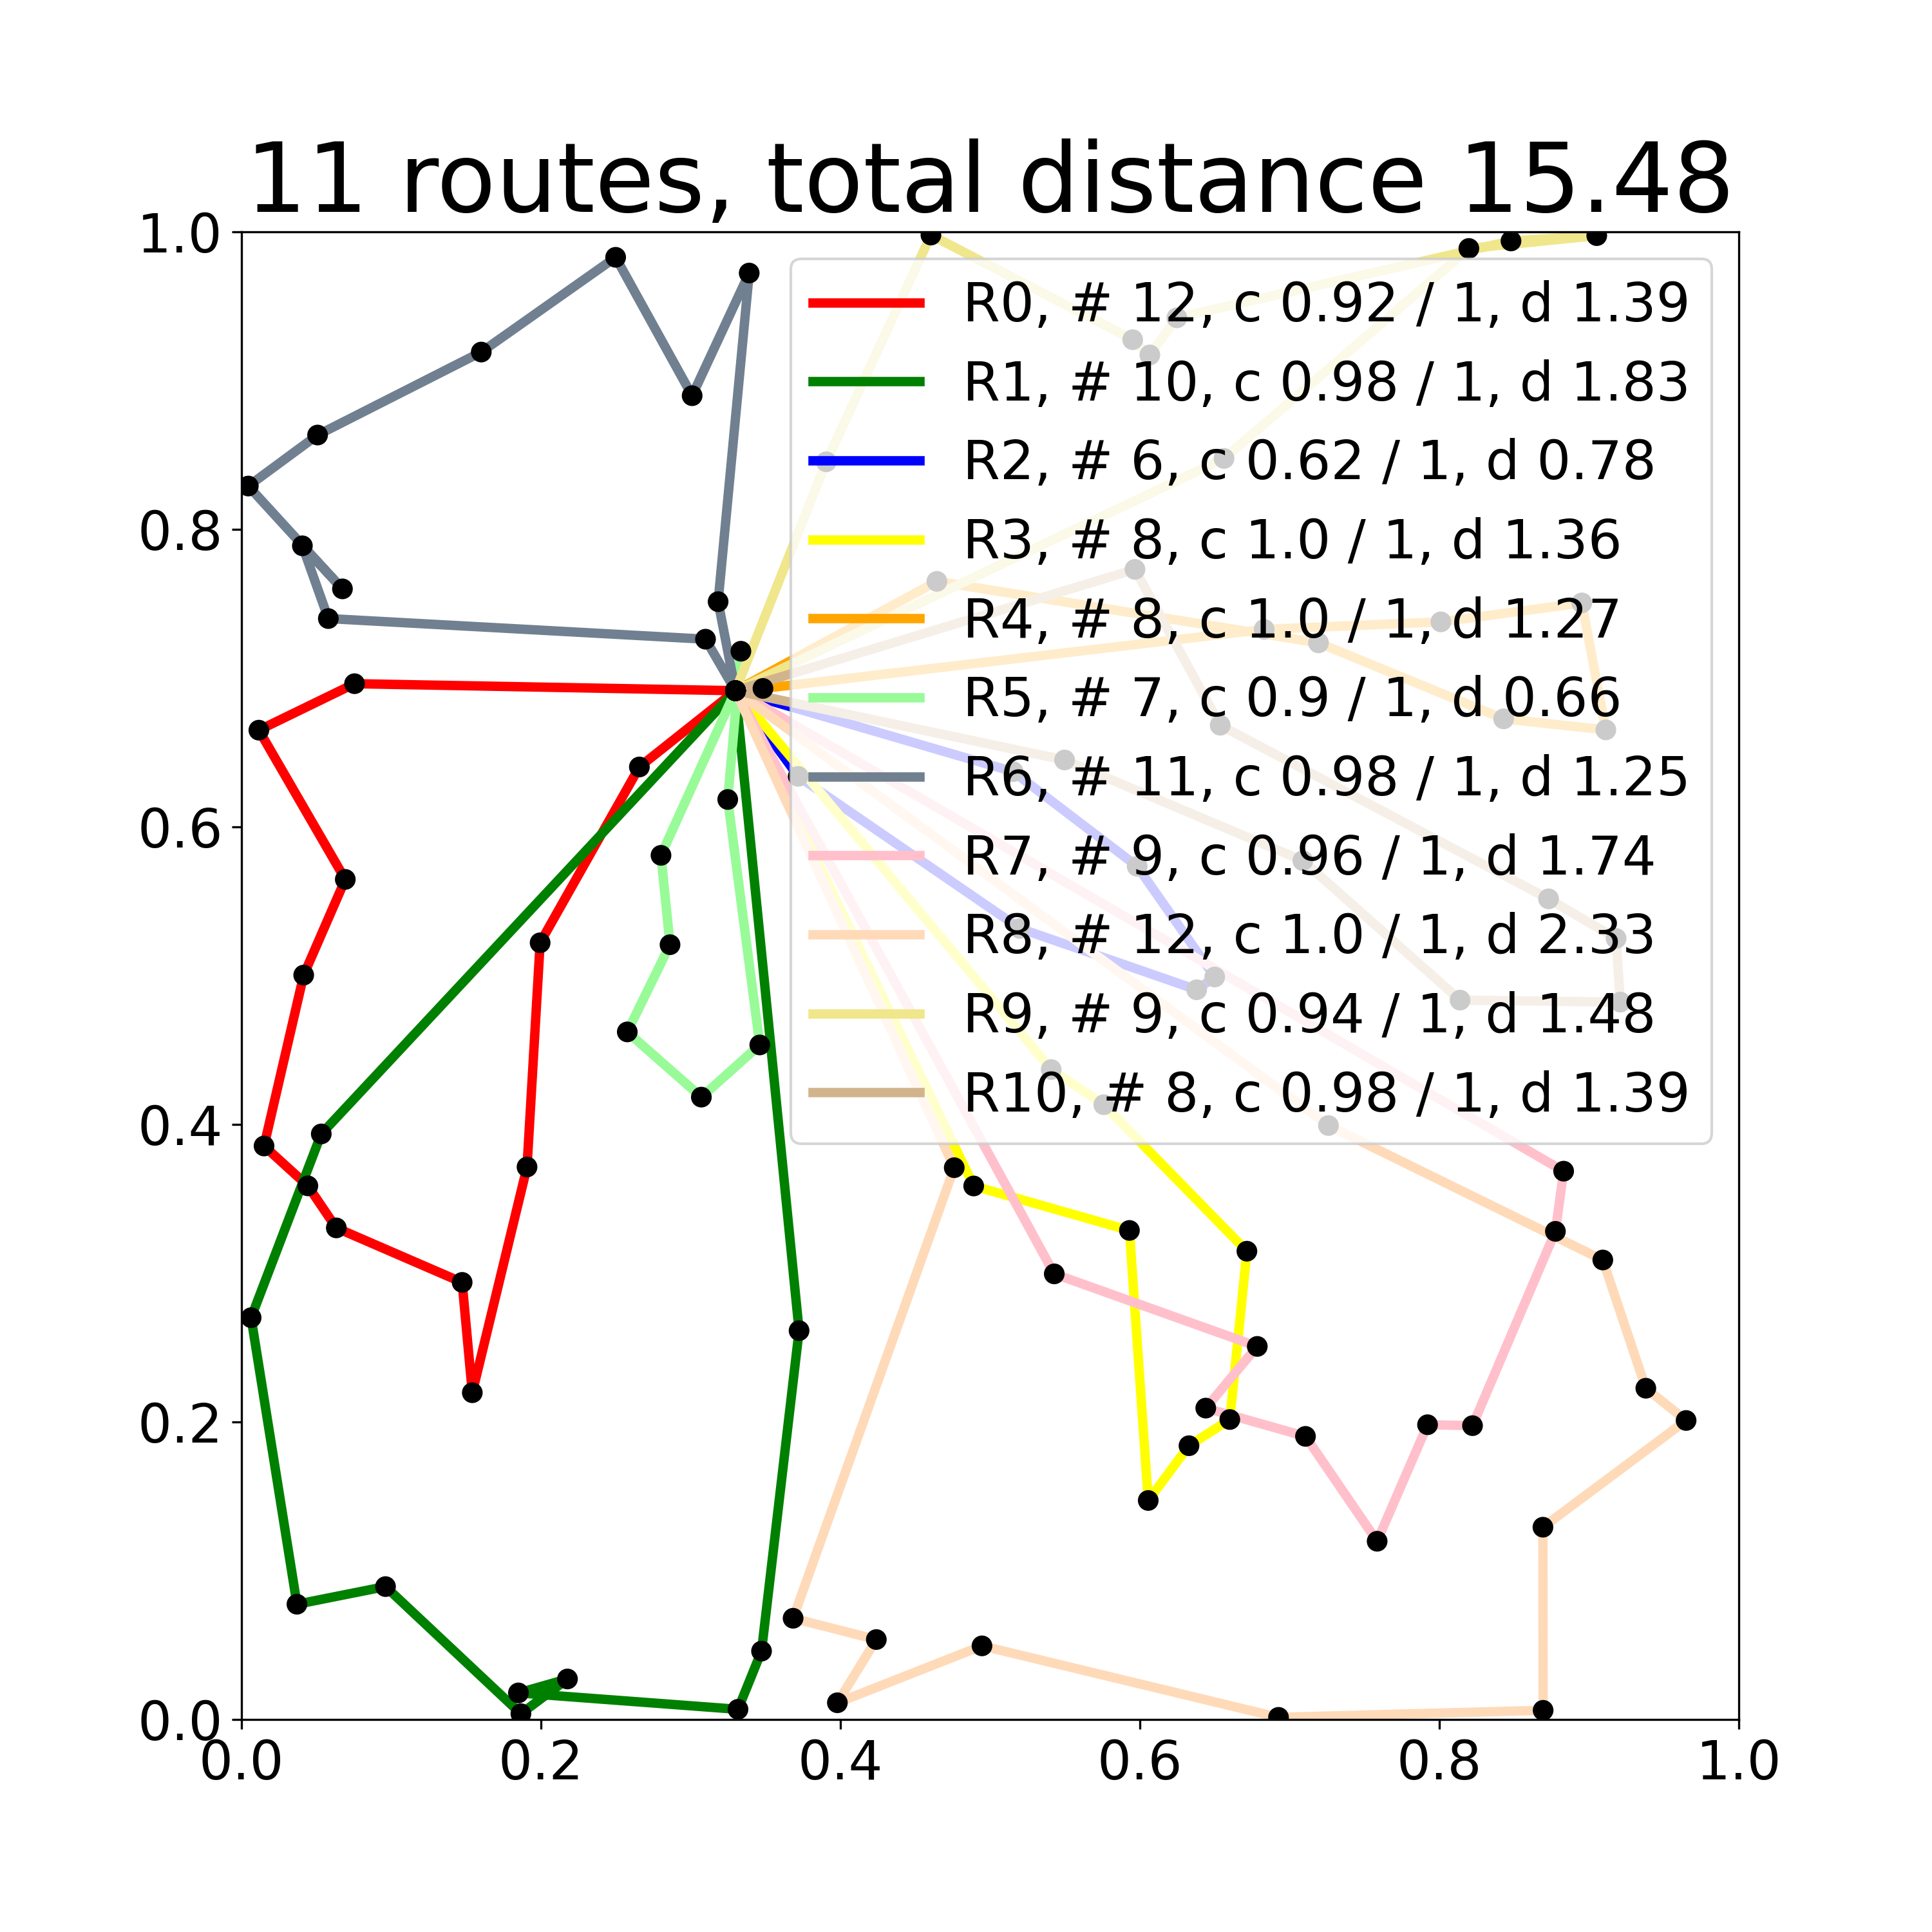 11 routes, total distance 15.48
1.0
0.8
0.6
0.4
0.2
0.0
R0, # 12, c 0.92 / 1, d 1.39
R1, # 10, c 0.98 / 1, d 1.83
R2, # 6, c 0.62 / 1, d 0.78
R3, # 8, c 1.0 / 1, d 1.36
R4, # 8, c 1.0 / 1, d 1.27
R5, # 7, c 0.9 / 1, d 0.66
R6, # 11, c 0.98 / 1, d 1.25
R7, # 9, c 0.96 / 1, d 1.74
R8, # 12, c 1.0 / 1, d 2.33
R9, # 9, c 0.94 / 1, d 1.48
R10, # 8, c 0.98 / 1, d 1.39
0.0 0.2 0.4 0.6 0.8 1.0